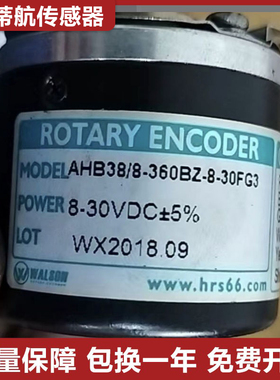 蒂航传感器
ROTARY ENCODER
MODEL AHB38/8-360BZ-8-30FG3
POWER 8-30VDC±5%
LOT WX2018.09
WALSON
www.hrs66.com
量保障 包换一年 免费开